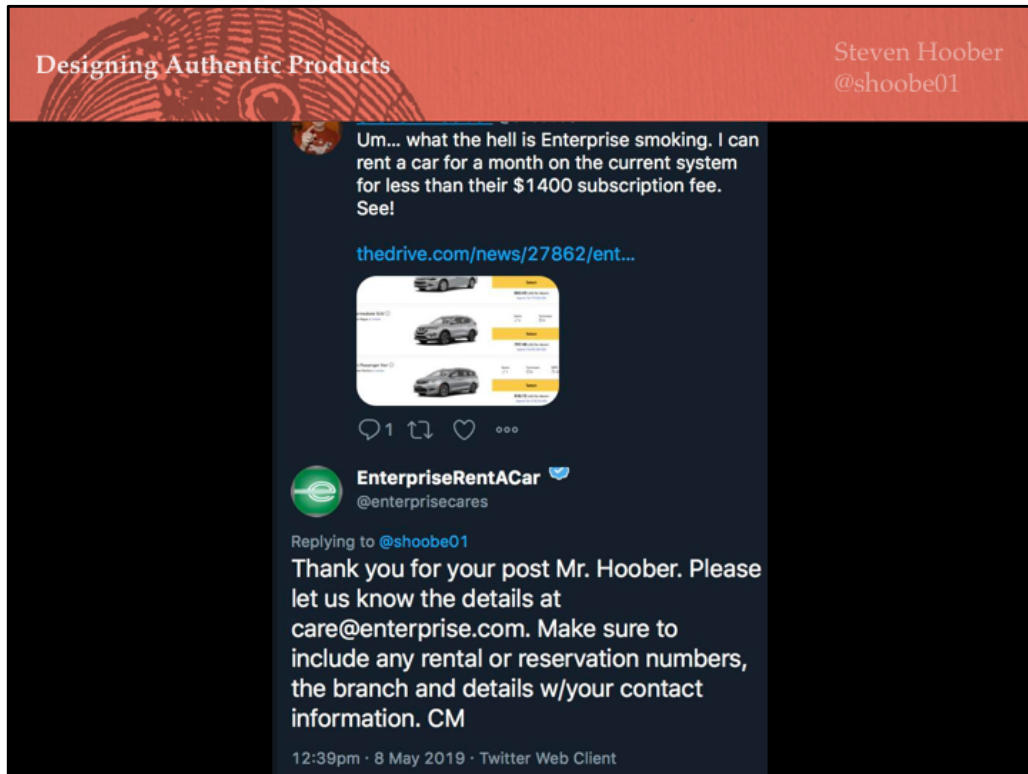 Designing Authentic Products
Steven Hoober
@shoobe01
Um... what the hell is Enterprise smoking. I can
rent a car for a month on the current system
for less than their $1400 subscription fee.
See!
thedrive.com/news/27862/ent...
Select
Select
Select
1
EnterpriseRentACar
@enterprisecares
Replying to @shoobe01
Thank you for your post Mr. Hoober. Please
let us know the details at
care@enterprise.com. Make sure to
include any rental or reservation numbers,
the branch and details w/your contact
information. CM
12:39pm · 8 May 2019 · Twitter Web Client